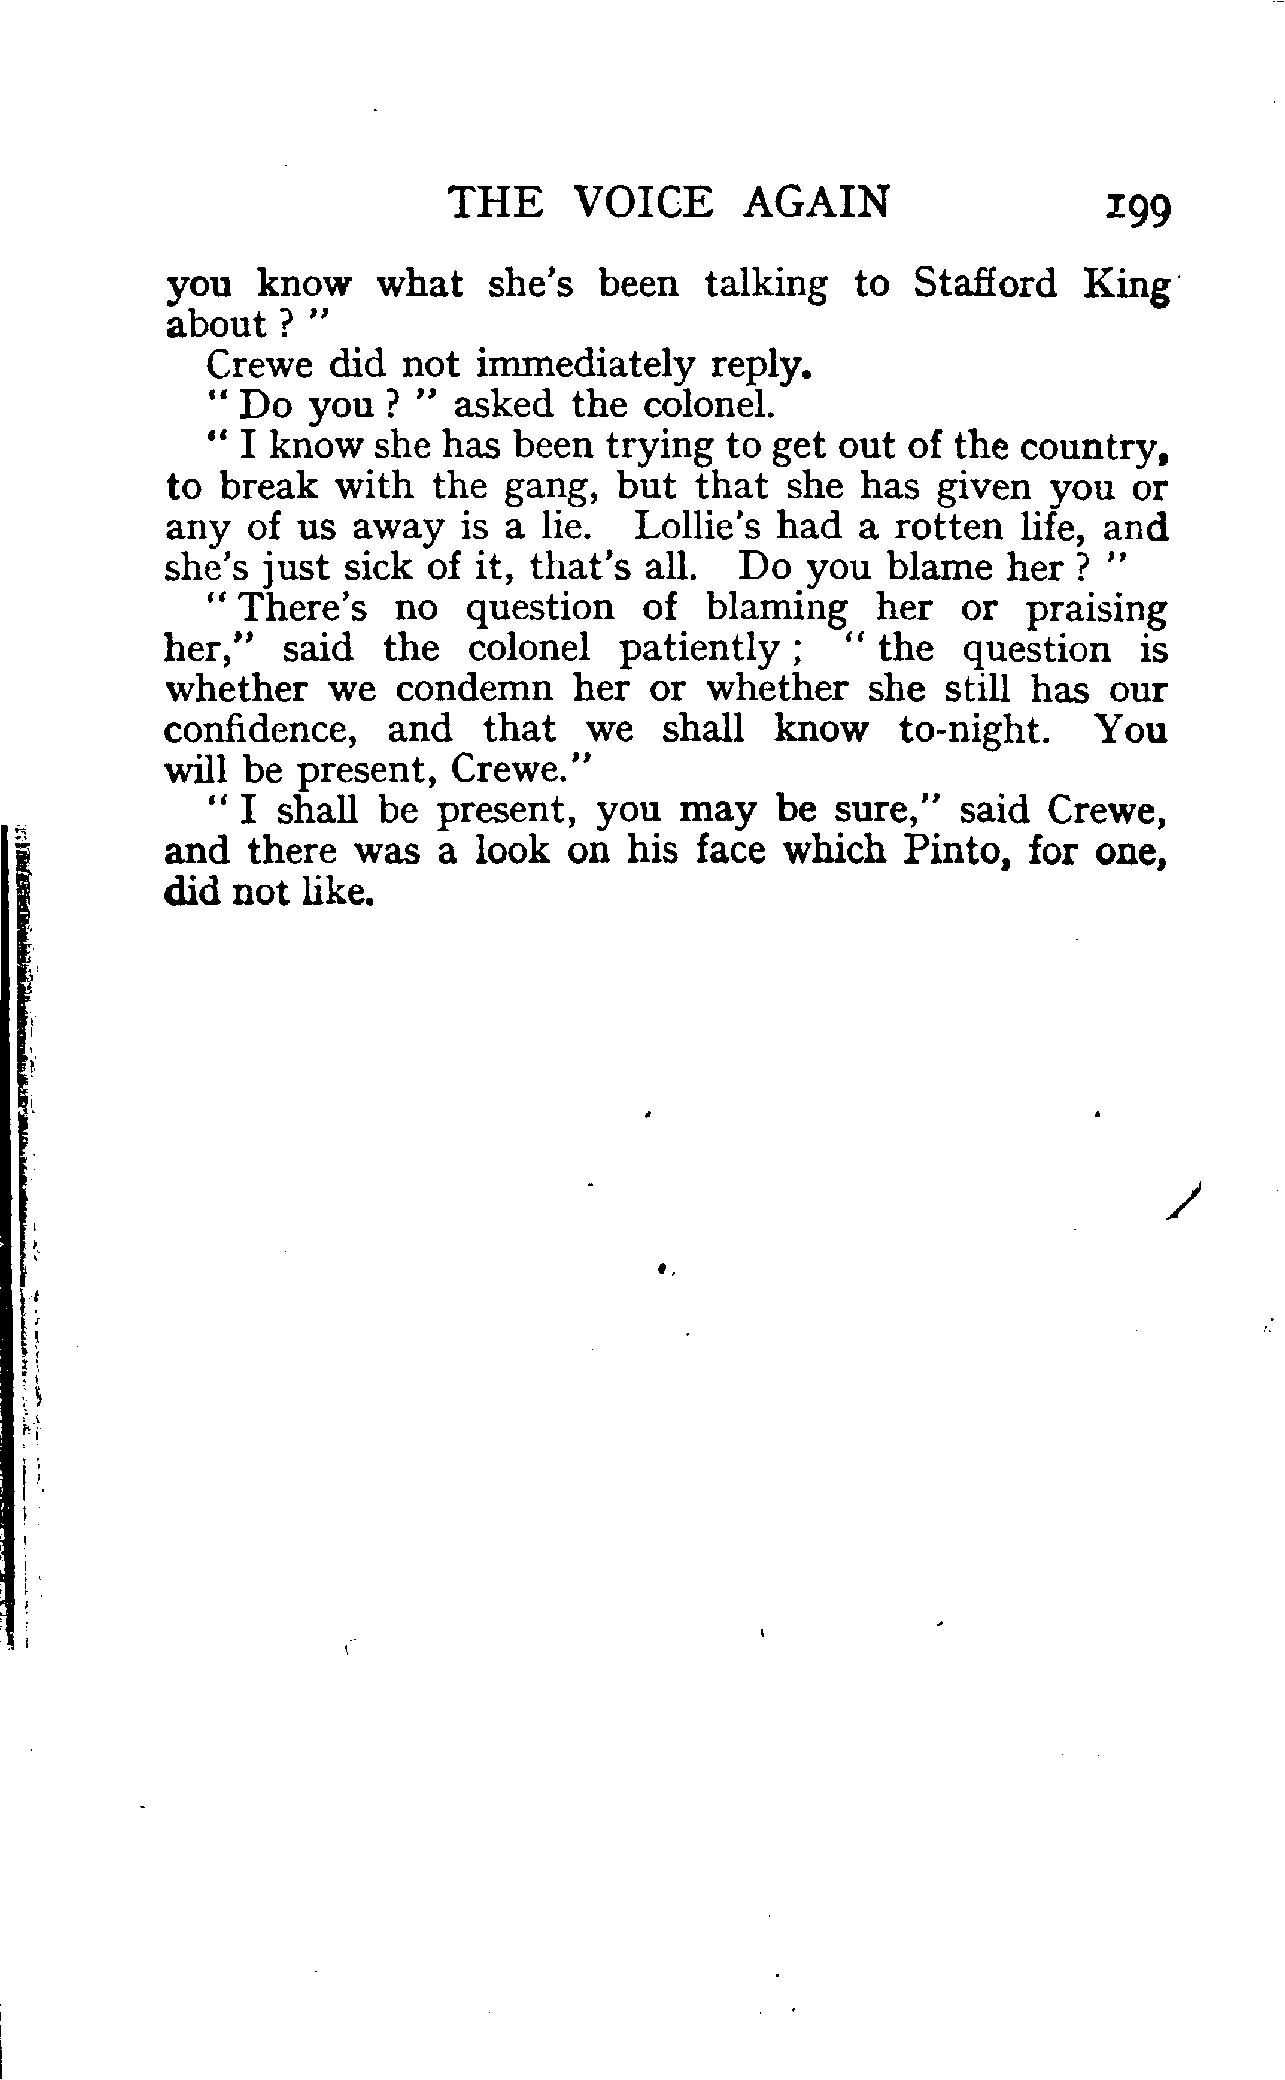 THE VOICE AGAIN 199
you know what she's been talking to Stafford King
about ? "
Crewe did not immediately reply.
" Do you ? " asked the colonel.
" I know she has been trying to get out of the country,
to break with the gang, but that she has given you or
any of us away is a lie. Lollie's had a rotten life, and
she's just sick of it, that's all. Do you blame her ? "
" There's no question of blaming her or praising
her," said the colonel patiently ; " the question is
whether we condemn her or whether she still has our
confidence, and that we shall know to-night. You
will be present, Crewe."
" I shall be present, you may be sure," said Crewe,
and there was a look on his face which Pinto, for one,
did not like.